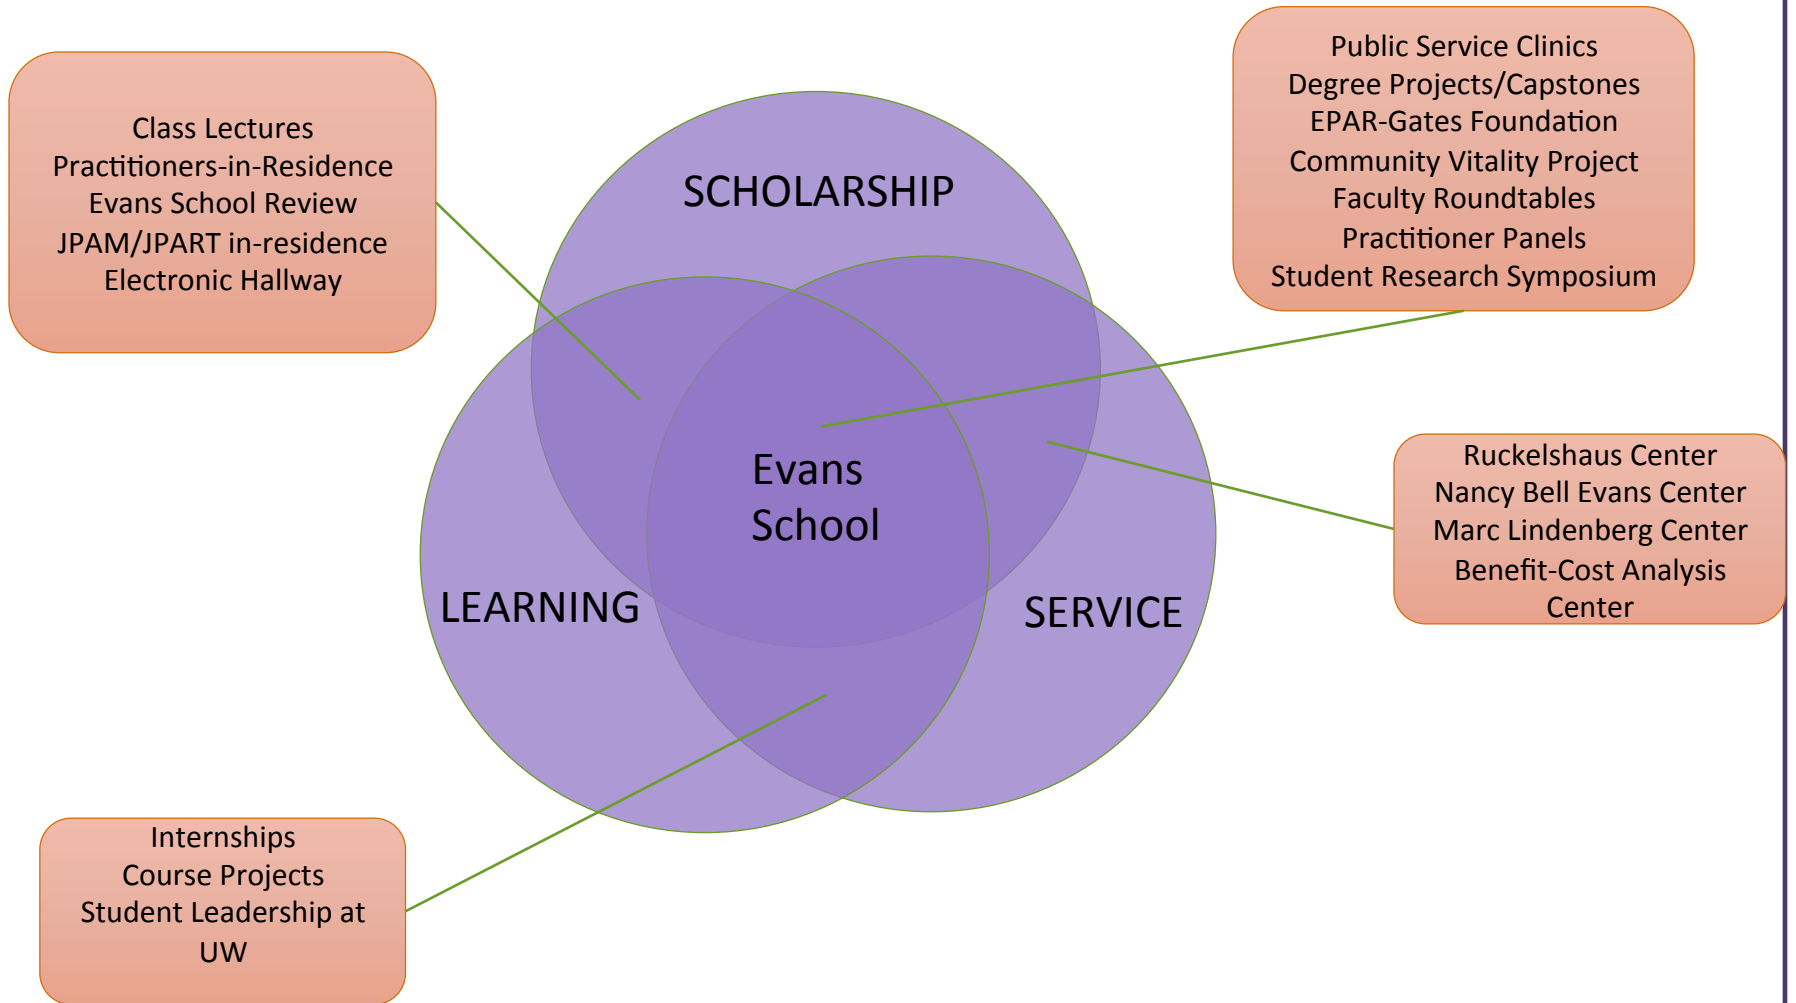 Class Lectures
Practitioners-in-Residence
Evans School Review
JPAM/JPART in-residence
Electronic Hallway
Public Service Clinics
Degree Projects/Capstones
EPAR-Gates Foundation
Community Vitality Project
Faculty Roundtables
Practitioner Panels
Student Research Symposium
SCHOLARSHIP
Evans
School
LEARNING
SERVICE
Ruckelshaus Center
Nancy Bell Evans Center
Marc Lindenberg Center
Benefit-Cost Analysis
Center
Internships
Course Projects
Student Leadership at
UW